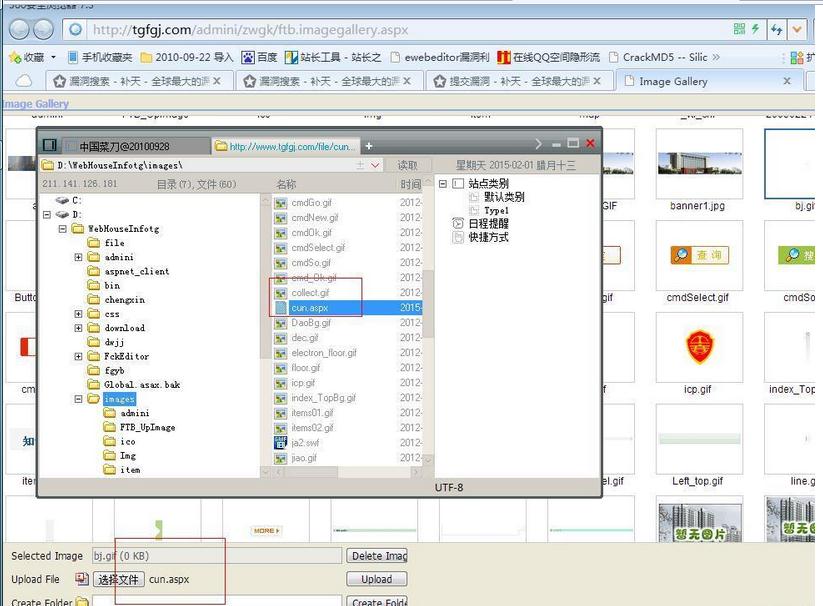 360安全浏览器 7.3
http://tgfgj.com/admini/zwgk/ftb.imagegallery.aspx
收藏 手机收藏夹 2010-09-22 导入 百度 站长工具 - 站长之 ewebeditor漏洞利 在线QQ空间隐形流 CrackMD5 -- Silic »
漏洞搜索 - 补天 - 全球最大的漏 漏洞搜索 - 补天 - 全球最大的漏 提交漏洞 - 补天 - 全球最大的漏 Image Gallery
Image Gallery
中国菜刀@20100928 http://www.tgfgj.com/file/cun...
D:\WebHouseInfotg\images\ 读取 星期天 2015-02-01 腊月十三
211.141.126.181 目录(7),文件(60) 名称 时间
C:
D:
WebHouseInfotg
file
admini
aspnet_client
bin
chengxin
css
download
dwjj
FckEditor
fgyb
Global.asax.bak
images
admini
FTB_UpImage
ico
Img
item
cmdGo.gif 2012-
cmdNew.gif 2012-
cmdOk.gif 2012-
cmdSelect.gif 2012-
cmdSo.gif 2012-
cmd_Ok.gif 2012-
collect.gif 2012-
cun.aspx 2015-
DaoBg.gif 2012-
dec.gif 2012-
electron_floor.gif 2012-
floor.gif 2012-
icp.gif 2012-
index_TopBg.gif 2012-
items01.gif 2012-
items02.gif 2012-
ja2.swf 2012-
jiao.gif 2012-
站点类别
默认类别
Type1
日程提醒
快捷方式
UTF-8
GIF banner1.jpg bj.gi
查询 搜
Butto gif cmdSelect.gif cmdSo
cm gif icp.gif index_Top
知
iter el.gif Left_top.gif line.g
MORE
暂无图片 暂无
Selected Image bj.gif (0 KB) Delete Imag
Upload File 选择文件 cun.aspx Upload
Create Folder Create Folde